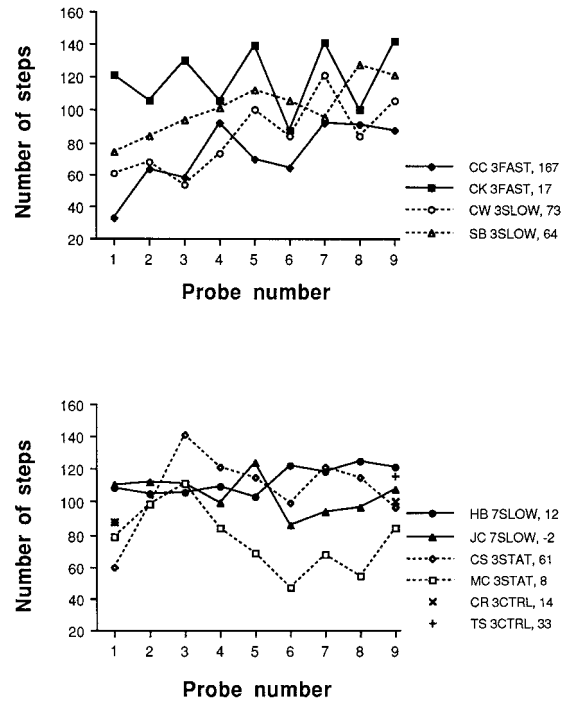 Number of steps
160
140
120
100
80
60
40
20
1 2 3 4 5 6 7 8 9
Probe number
CC 3FAST, 167
CK 3FAST, 17
CW 3SLOW, 73
SB 3SLOW, 64
Number of steps
160
140
120
100
80
60
40
20
1 2 3 4 5 6 7 8 9
Probe number
HB 7SLOW, 12
JC 7SLOW, -2
CS 3STAT, 61
MC 3STAT, 8
CR 3CTRL, 14
TS 3CTRL, 33